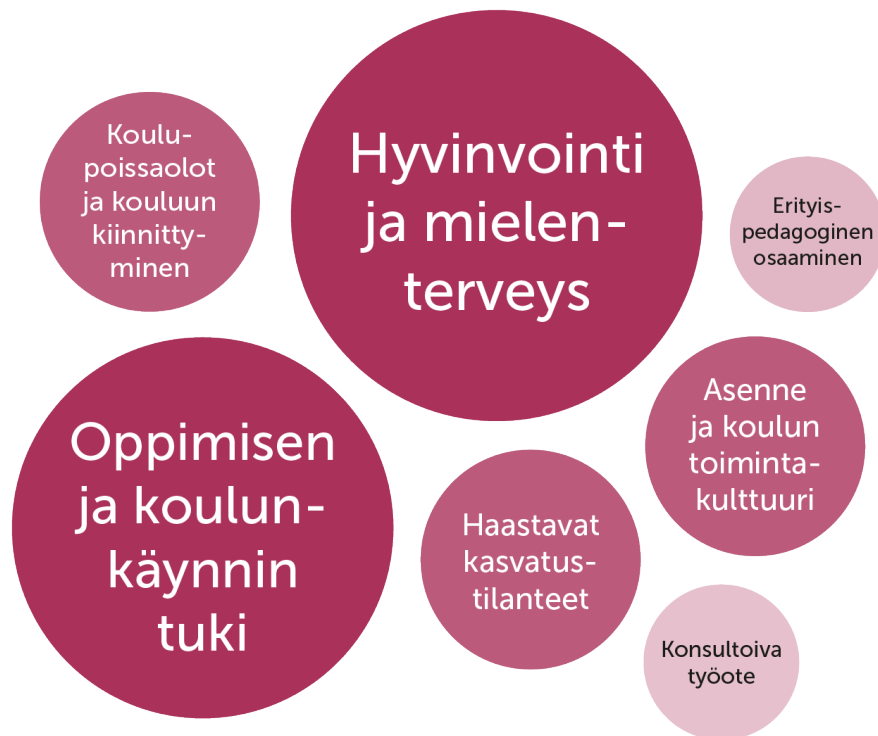 Koulu-
poissaolot
ja kouluun
kiinnitty-
minen
Hyvinvointi
ja mielen-
terveys
Erityis-
pedagoginen
osaaminen
Oppimisen
ja koulun-
käynnin
tuki
Haastavat
kasvatus-
tilanteet
Asenne
ja koulun
toiminta-
kulttuuri
Konsultoiva
työote